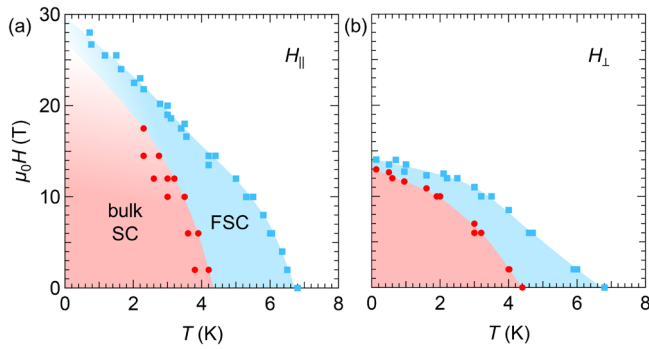 (a)
H∥
(b)
H⊥
30
20
10
0
μ₀H (T)
bulk
SC
FSC
0 2 4 6 8
0 2 4 6 8
T (K)
T (K)